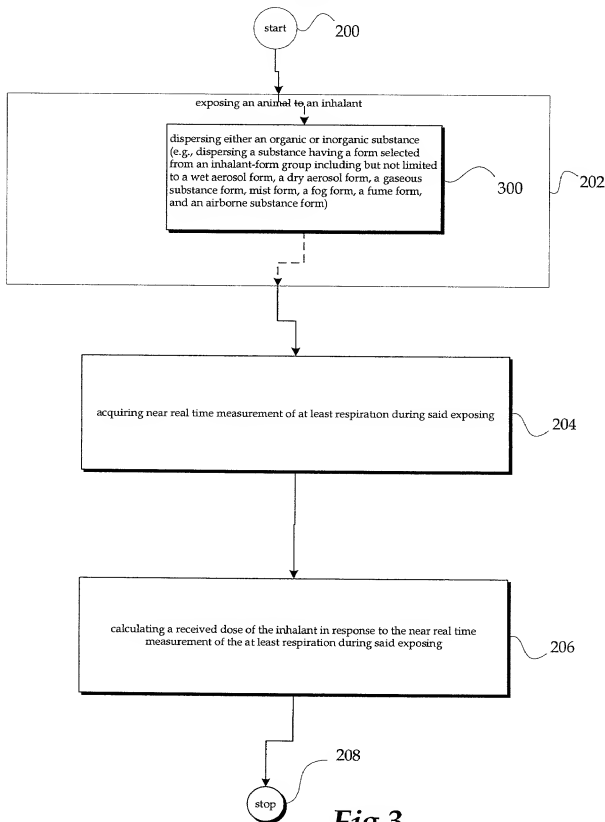 start
200
exposing an animal to an inhalant
dispersing either an organic or inorganic substance
(e.g., dispersing a substance having a form selected
from an inhalant-form group including but not limited
to a wet aerosol form, a dry aerosol form, a gaseous
substance form, mist form, a fog form, a fume form,
and an airborne substance form)
300
202
acquiring near real time measurement of at least respiration during said exposing
204
calculating a received dose of the inhalant in response to the near real time
measurement of the at least respiration during said exposing
206
208
stop
Fig 3